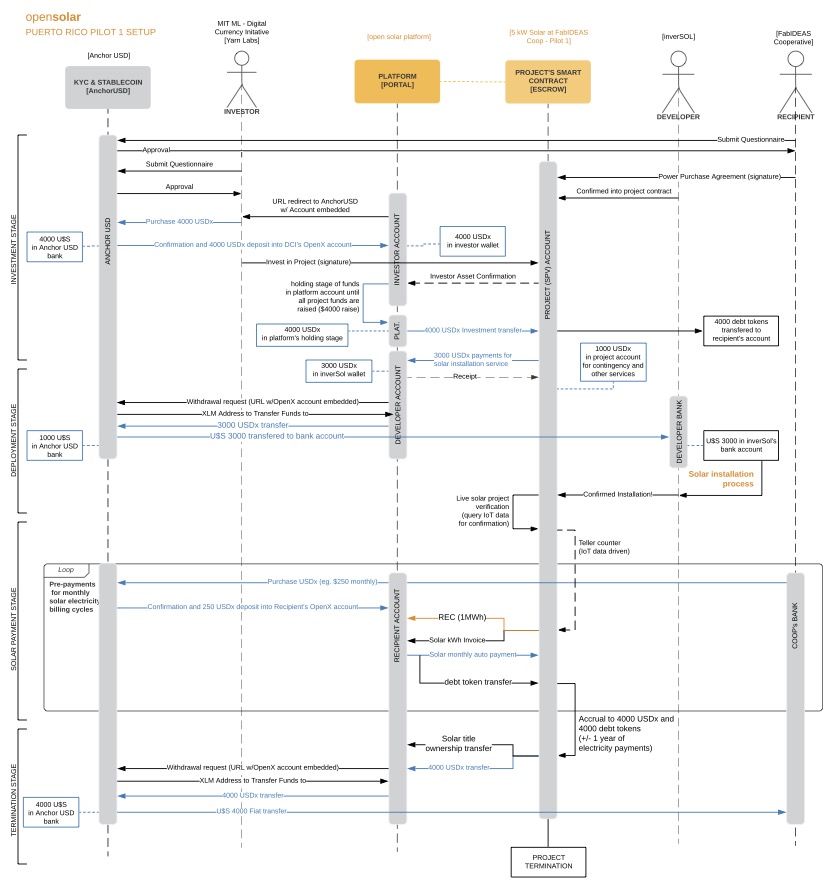 opensolar
PUERTO RICO PILOT 1 SETUP
[Anchor USD]
KYC & STABLECOIN
[AnchorUSD]
MIT ML - Digital
Currency Initative
[Yarn Labs]
INVESTOR
[open solar platform]
PLATFORM
[PORTAL]
[5 kW Solar at FabIDEAS
Coop - Pilot 1]
PROJECT'S SMART
CONTRACT
[ESCROW]
[inverSOL]
DEVELOPER
[FabIDEAS
Cooperative]
RECIPIENT
INVESTMENT STAGE
ANCHOR USD
Submit Questionnaire
Approval
Submit Questionnaire
Power Purchase Agreement (signature)
Approval
Confirmed into project contract
URL redirect to AnchorUSD
w/ Account embedded
Purchase 4000 USDx
4000 U$S
in Anchor USD
bank
Confirmation and 4000 USDx deposit into DCI's OpenX account
INVESTOR ACCOUNT
4000 USDx
in investor wallet
PROJECT (SPV) ACCOUNT
Invest in Project (signature)
Investor Asset Confirmation
holding stage of funds
in platform account until
all project funds are
raised ($4000 raise)
4000 USDx
in platform's holding stage
PLAT.
4000 USDx Investment transfer
4000 debt tokens
transfered to
recipient's account
3000 USDx payments for
solar installation service
1000 USDx
in project account
for contingency and
other services
3000 USDx
in inverSol wallet
Receipt
DEPLOYMENT STAGE
DEVELOPER ACCOUNT
Withdrawal request (URL w/OpenX account embedded)
XLM Address to Transfer Funds to
3000 USDx transfer
1000 U$S
in Anchor USD
bank
U$S 3000 transfered to bank account
DEVELOPER BANK
U$S 3000 in inverSol's
bank account
Solar installation
process
Confirmed Installation!
Live solar project
verification
(query IoT data
for confirmation)
Teller counter
(IoT data driven)
SOLAR PAYMENT STAGE
Loop
Pre-payments
for monthly
solar electricity
billing cycles
Purchase USDx (eg. $250 monthly)
Confirmation and 250 USDx deposit into Recipient's OpenX account
RECIPIENT ACCOUNT
COOP's BANK
REC (1MWh)
Solar kWh Invoice
Solar monthly auto payment
debt token transfer
Accrual to 4000 USDx and
4000 debt tokens
(+/- 1 year of
electricity payments)
TERMINATION STAGE
Solar title
ownership transfer
Withdrawal request (URL w/OpenX account embedded)
4000 USDx transfer
XLM Address to Transfer Funds to
4000 USDx transfer
4000 U$S
in Anchor USD
bank
U$S 4000 Fiat transfer
PROJECT
TERMINATION